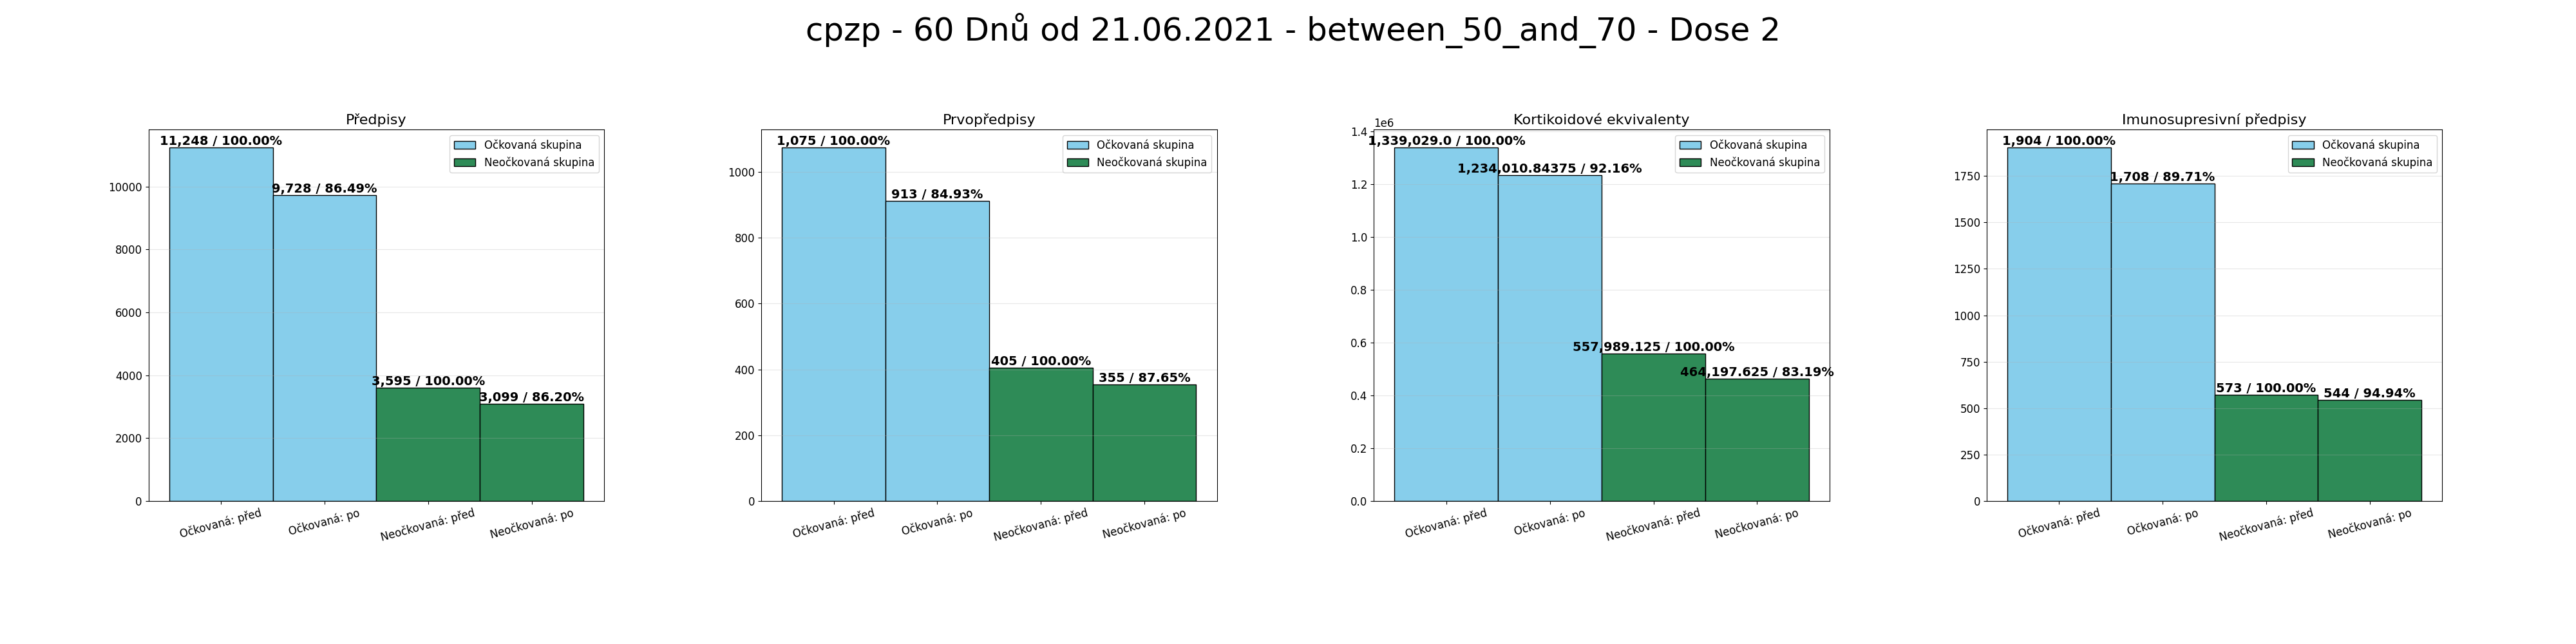 cpzp - 60 Dnů od 21.06.2021 - between_50_and_70 - Dose 2
Předpisy
11,248 / 100.00%
9,728 / 86.49%
3,595 / 100.00%
3,099 / 86.20%
Očkovaná skupina
Neočkovaná skupina
10000
8000
6000
4000
2000
0
Očkovaná: před
Očkovaná: po
Neočkovaná: před
Neočkovaná: po
Prvopředpisy
1,075 / 100.00%
913 / 84.93%
405 / 100.00%
355 / 87.65%
Očkovaná skupina
Neočkovaná skupina
1000
800
600
400
200
0
Očkovaná: před
Očkovaná: po
Neočkovaná: před
Neočkovaná: po
Kortikoidové ekvivalenty
1e6
1,339,029.0 / 100.00%
1,234,010.84375 / 92.16%
557,989.125 / 100.00%
464,197.625 / 83.19%
Očkovaná skupina
Neočkovaná skupina
1.4
1.2
1.0
0.8
0.6
0.4
0.2
0.0
Očkovaná: před
Očkovaná: po
Neočkovaná: před
Neočkovaná: po
Imunosupresivní předpisy
1,904 / 100.00%
1,708 / 89.71%
573 / 100.00%
544 / 94.94%
Očkovaná skupina
Neočkovaná skupina
1750
1500
1250
1000
750
500
250
0
Očkovaná: před
Očkovaná: po
Neočkovaná: před
Neočkovaná: po